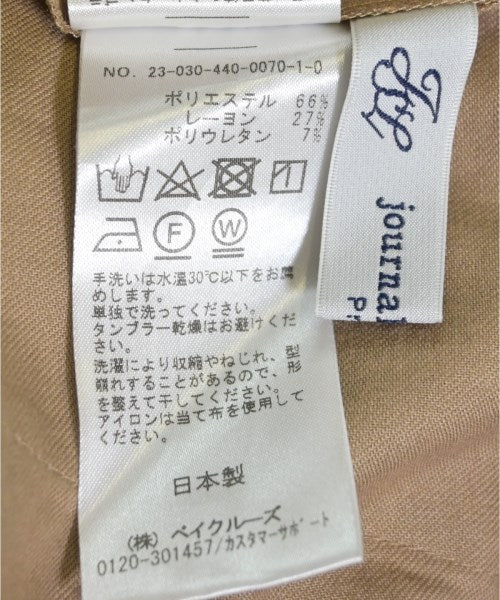 NO. 23-030-440-0070-1-0
ポリエステル 66%
レーヨン 27%
ポリウレタン 7%
F
W
手洗いは水温30℃以下をお薦
めします。
単独で洗ってください。
タンブラー乾燥はお避けくだ
さい。
洗濯により収縮やねじれ、型
崩れすることがあるので、形
を整えて干してください。
アイロンは当て布を使用して
ください。
日本製
(株) ベイクルーズ
0120-301457/カスタマーサポート
journal